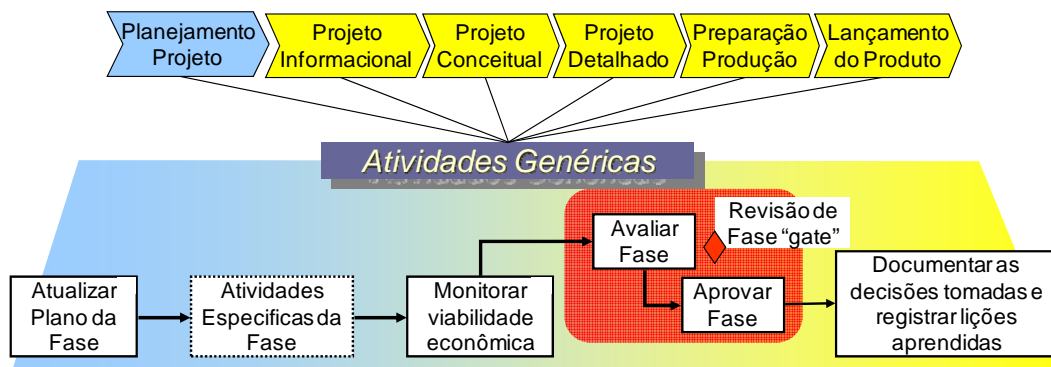 Planejamento
Projeto
Projeto
Informacional
Projeto
Conceitual
Projeto
Detalhado
Preparação
Produção
Lançamento
do Produto
Atividades Genéricas
Avaliar
Fase
Revisão de
Fase “gate”
Aprovar
Fase
Atualizar
Plano da
Fase
Atividades
Especificas da
Fase
Monitorar
viabilidade
econômica
Documentar as
decisões tomadas e
registrar lições
aprendidas